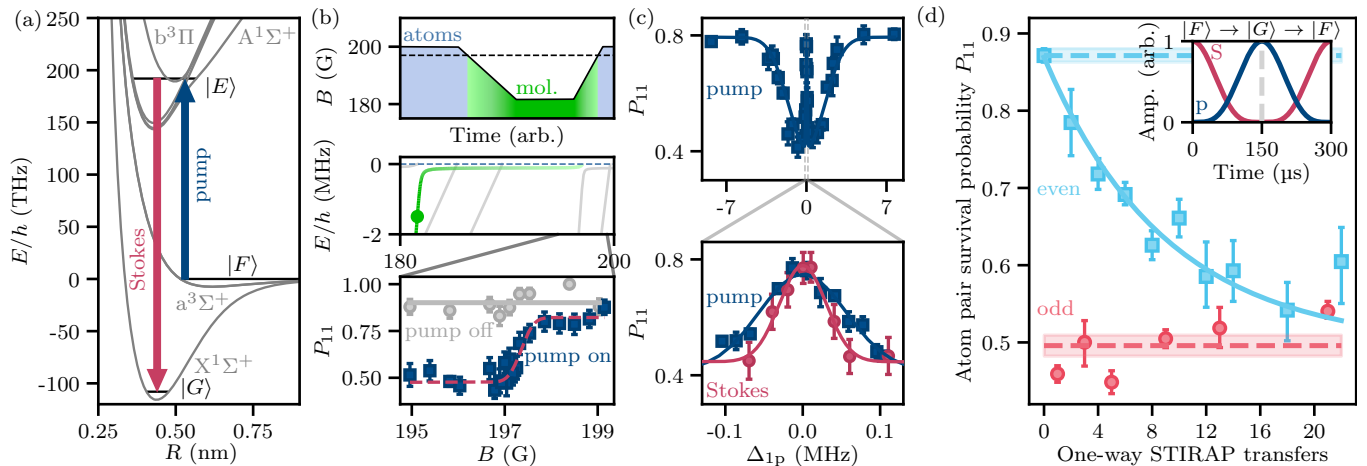 (a)
250
200
150
100
50
0
-50
-100
E/h (THz)
b³Π
A¹Σ⁺
|E⟩
Stokes
pump
|F⟩
a³Σ⁺
X¹Σ⁺
|G⟩
0.25
0.50
0.75
R (nm)
(b)
200
180
B (G)
atoms
mol.
Time (arb.)
0
-2
E/h (MHz)
180
200
1.00
0.75
0.50
P₁₁
pump off
pump on
195
197
199
B (G)
(c)
0.8
0.4
P₁₁
pump
-7
0
7
0.8
0.4
P₁₁
pump
Stokes
-0.1
0.0
0.1
Δ₁ₚ (MHz)
(d)
0.9
0.8
0.7
0.6
0.5
Atom pair survival probability P₁₁
even
odd
|F⟩ → |G⟩ → |F⟩
1
0
Amp. (arb.)
S
p
0
150
300
Time (µs)
0
4
8
12
16
20
One-way STIRAP transfers